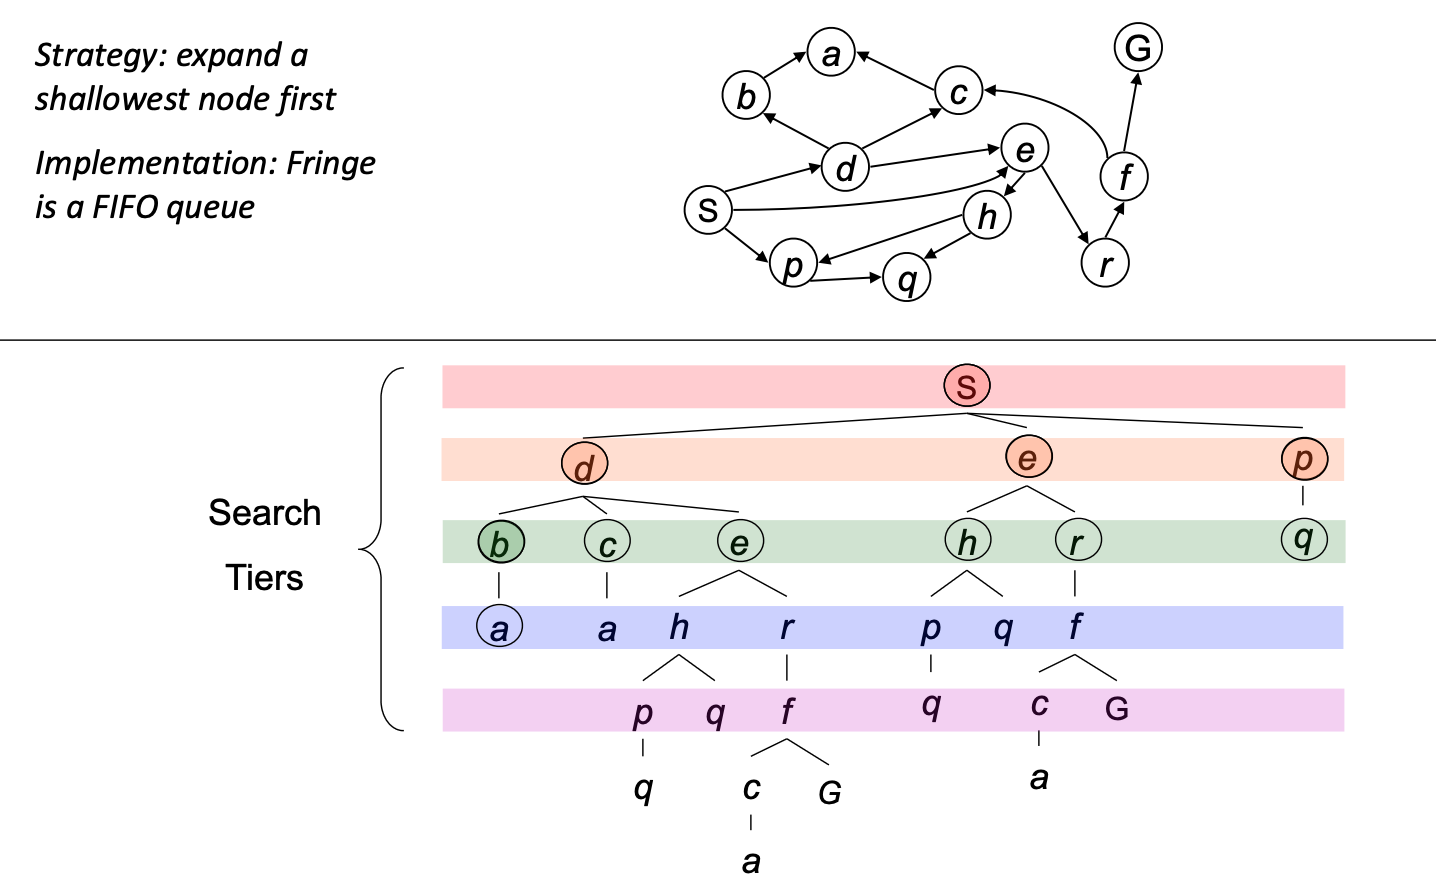 Strategy: expand a
shallowest node first
Implementation: Fringe
is a FIFO queue
G
a
c
b
e
d
f
S
h
p
q
r
S
d e p
Search
Tiers
b c e h r q
a a h r p q f
p q f q c G
q c G a
a